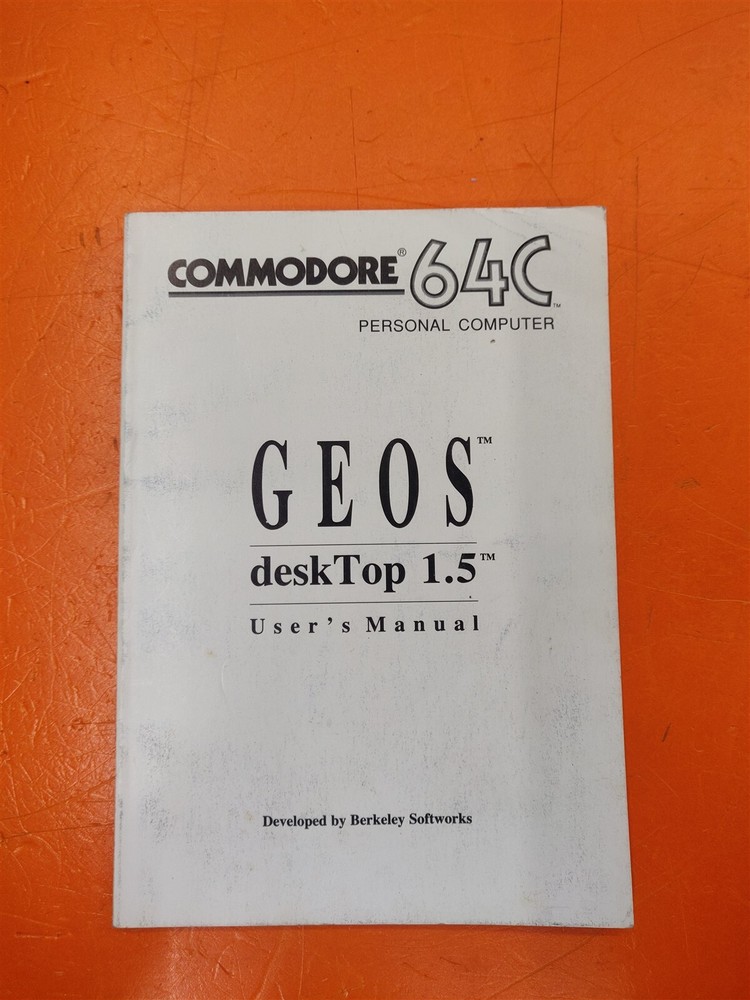 COMMODORE® 64C™
PERSONAL COMPUTER
GEOS™
deskTop 1.5™
User's Manual
Developed by Berkeley Softworks